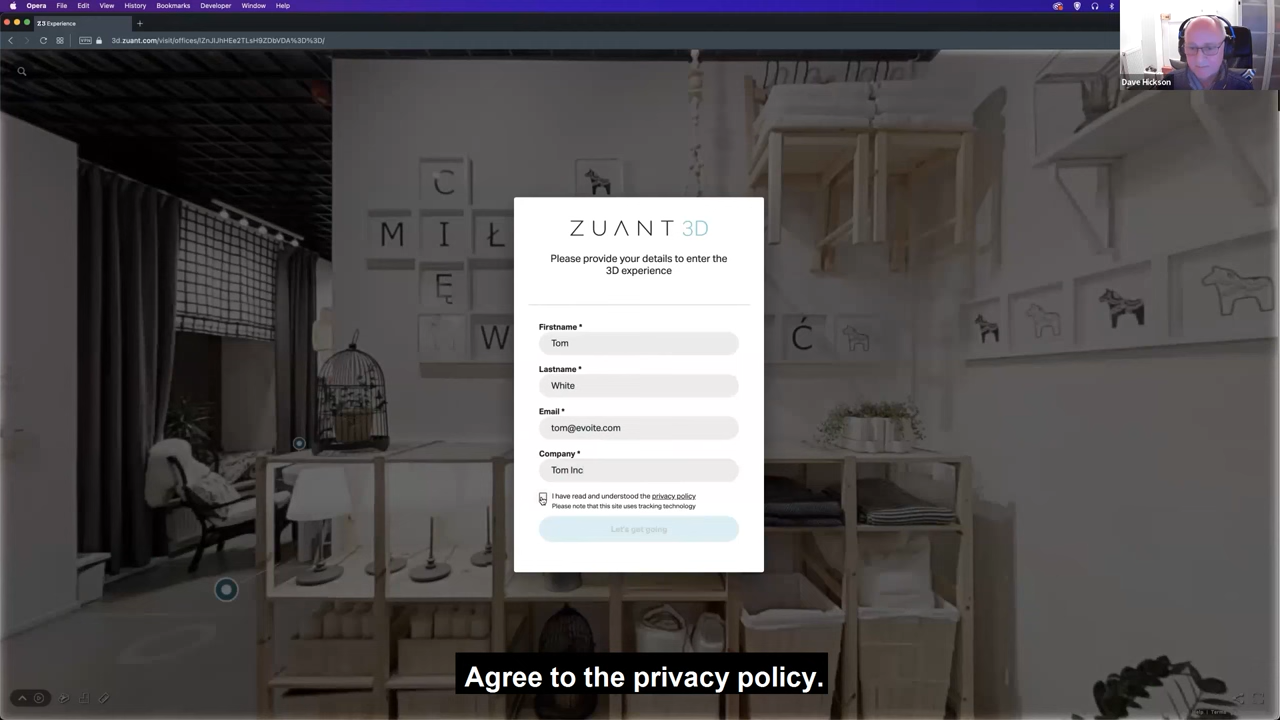 Opera File Edit View History Bookmarks Developer Window Help
Z3 Experience
VPN 3d.zuant.com/visit/offices/IZnJIJhHEe2TLsH9ZDbVDA%3D%3D/
Dave Hickson
C
M I Ł
Ę
W Ć
ZUANT 3D
Please provide your details to enter the
3D experience
Firstname *
Tom
Lastname *
White
Email *
tom@evoite.com
Company *
Tom Inc
I have read and understood the privacy policy
Please note that this site uses tracking technology
Let's get going
Agree to the privacy policy.